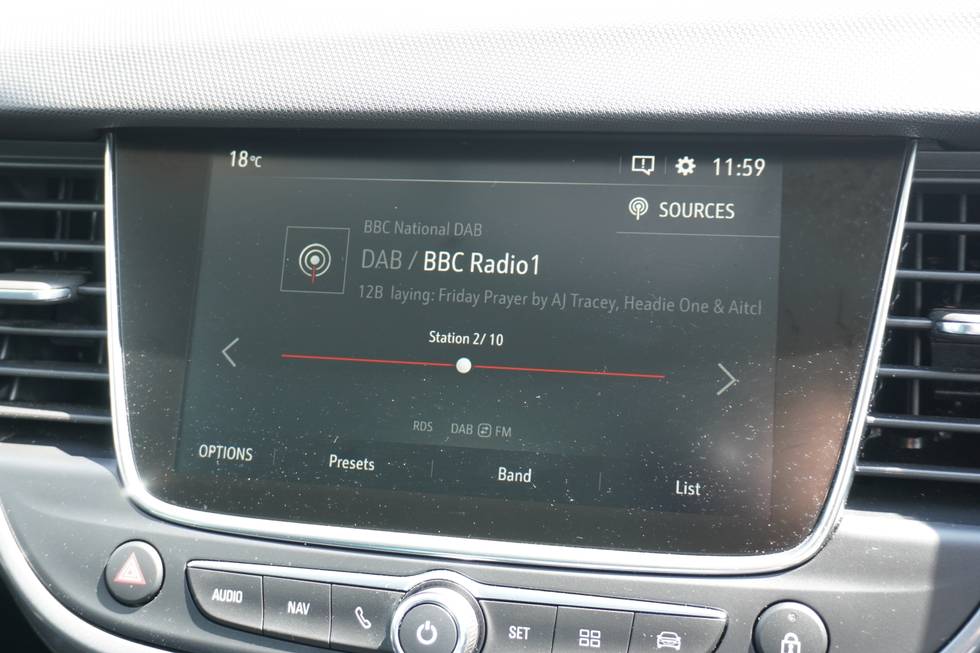 18°C 11:59
SOURCES
BBC National DAB
DAB / BBC Radio1
12B laying: Friday Prayer by AJ Tracey, Headie One & Aitcl
Station 2/10
RDS DAB FM
OPTIONS Presets Band List
AUDIO NAV SET